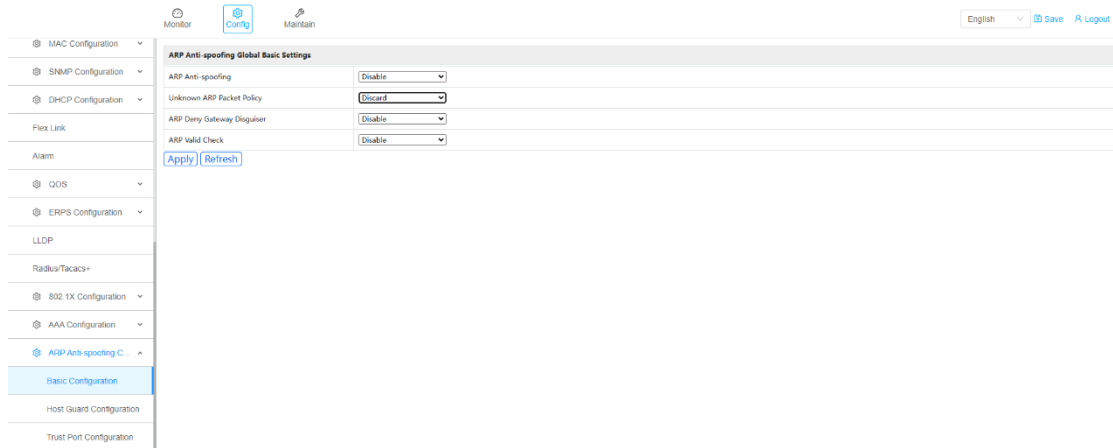 Monitor
Config
Maintain
English
Save
Logout
MAC Configuration
SNMP Configuration
DHCP Configuration
Flex Link
Alarm
QOS
ERPS Configuration
LLDP
Radius/Tacacs+
802.1X Configuration
AAA Configuration
ARP Anti-spoofing C...
Basic Configuration
Host Guard Configuration
Trust Port Configuration
ARP Anti-spoofing Global Basic Settings
ARP Anti-spoofing Disable
Unknown ARP Packet Policy Discard
ARP Deny Gateway Disguiser Disable
ARP Valid Check Disable
Apply Refresh